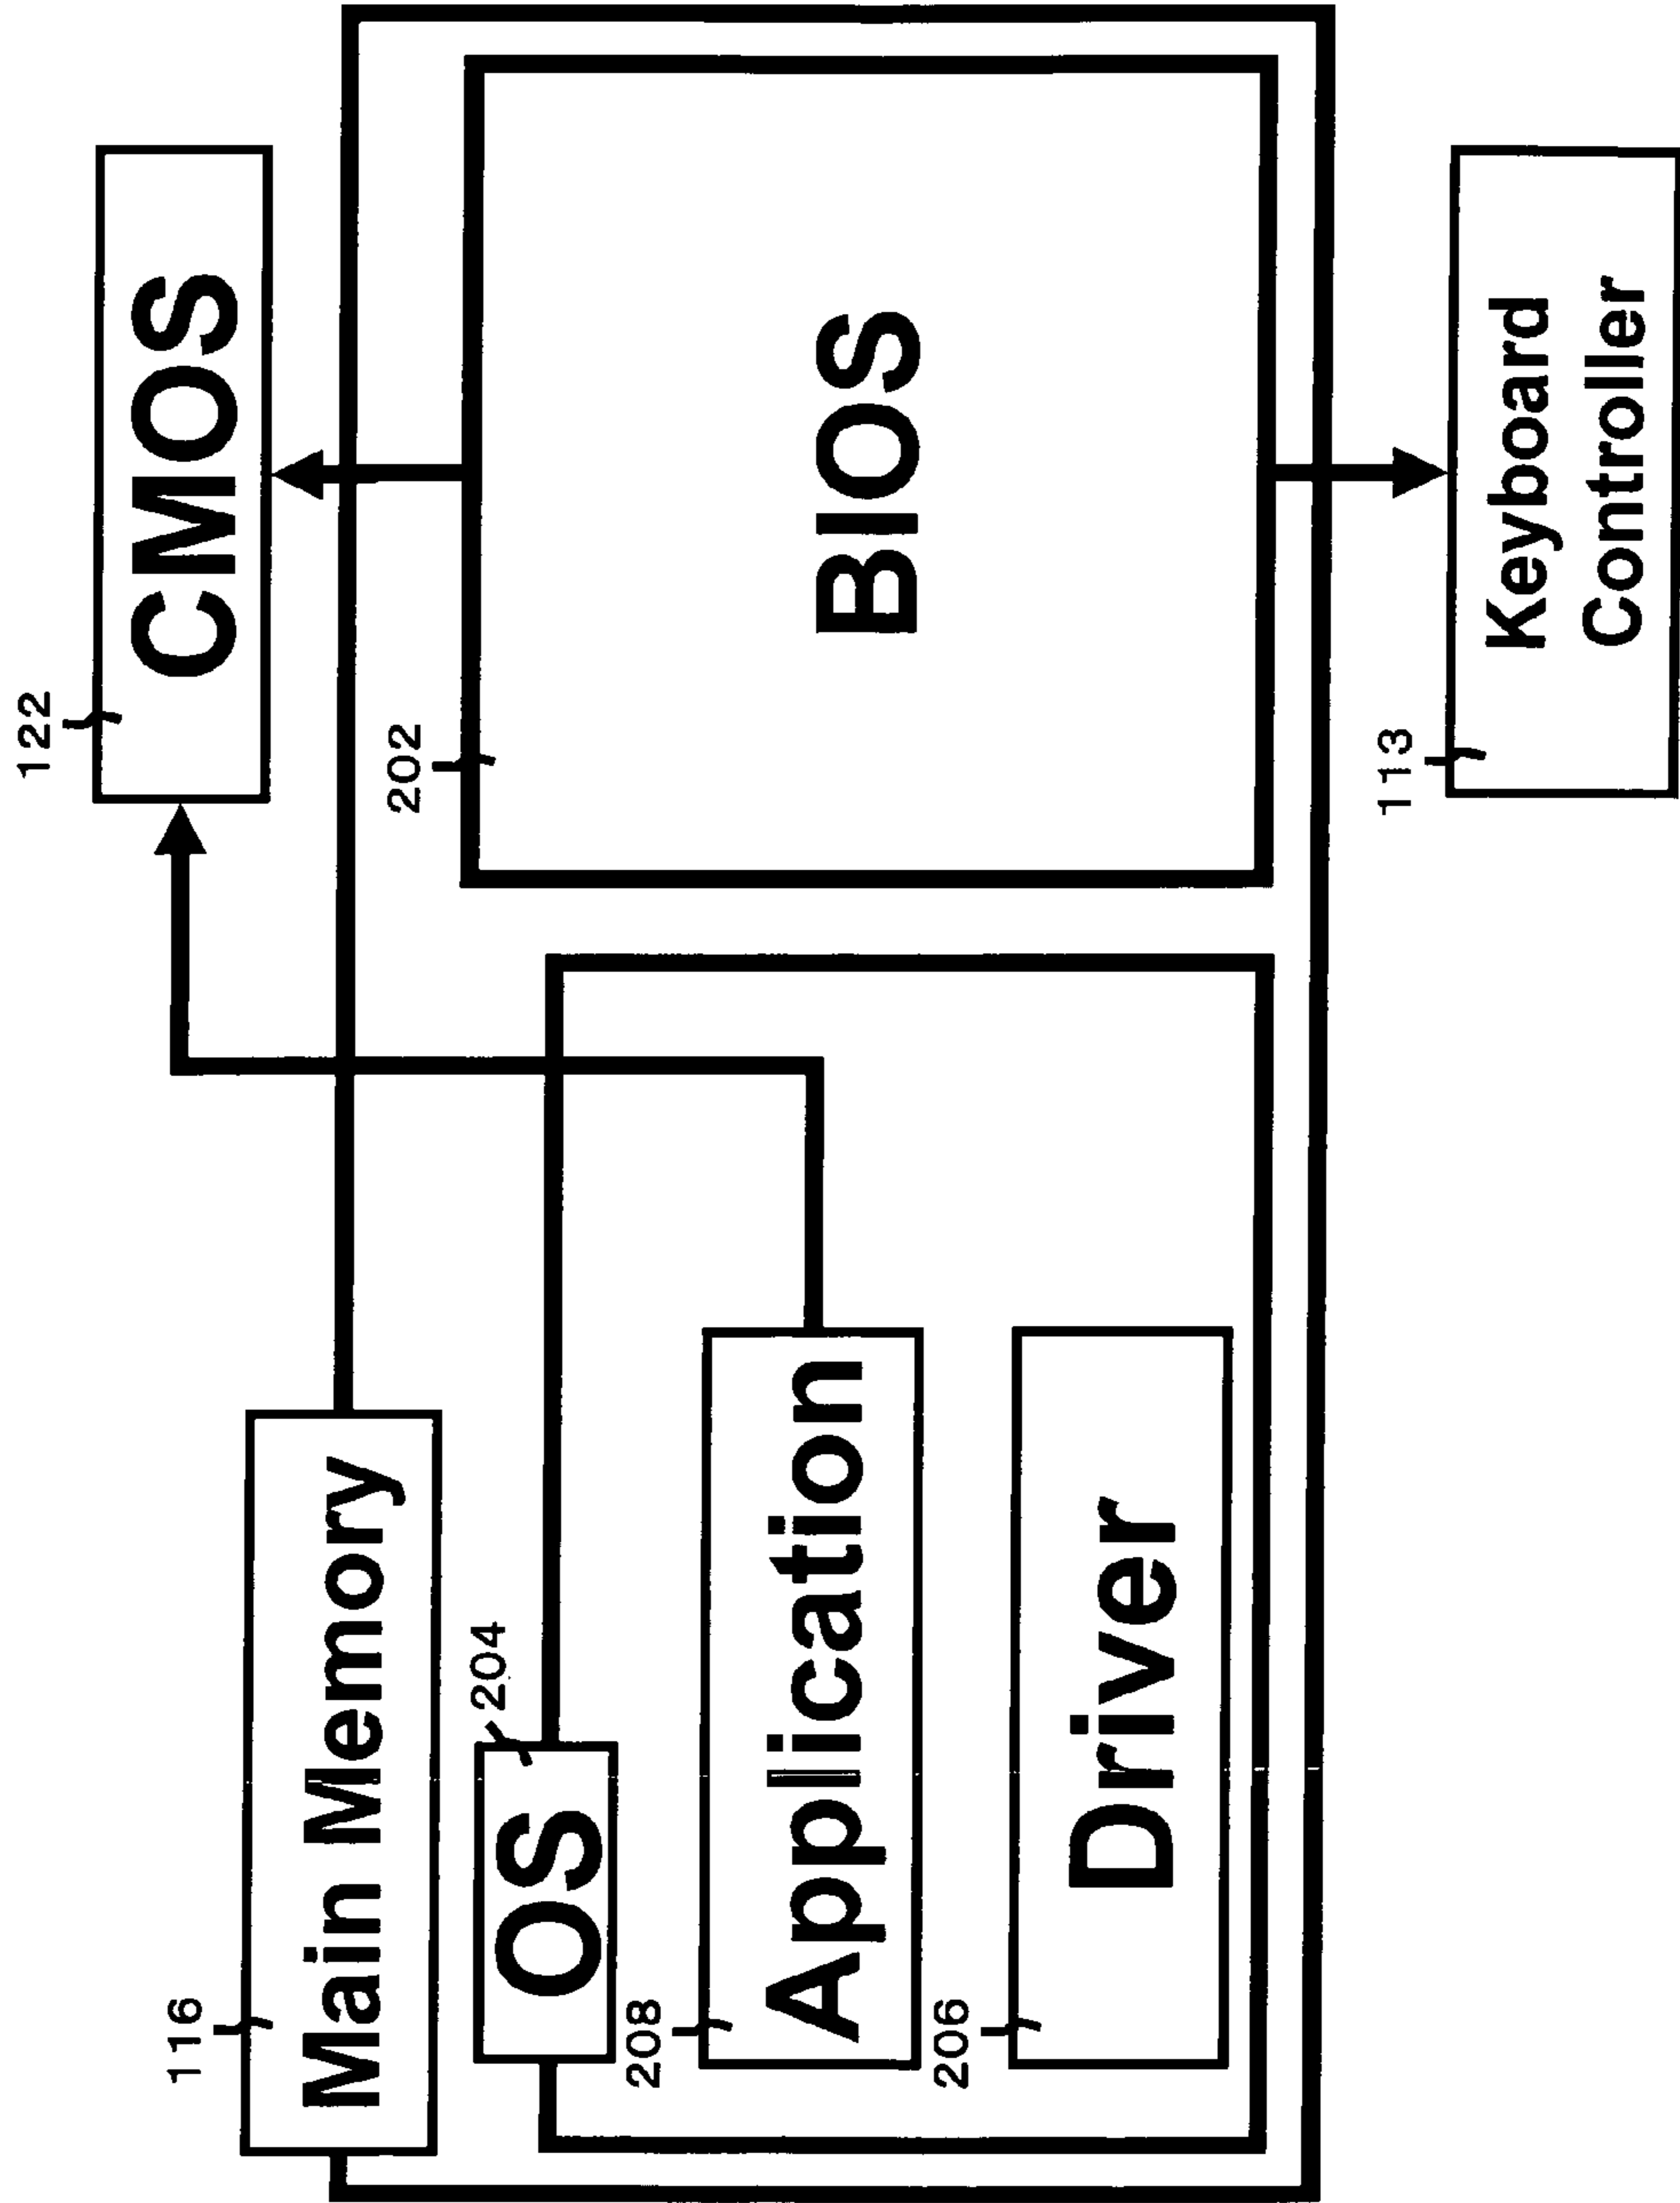 122
CMOS
116
Main Memory
OS
204
202
BIOS
208
Application
206
Driver
113
Keyboard
Controller